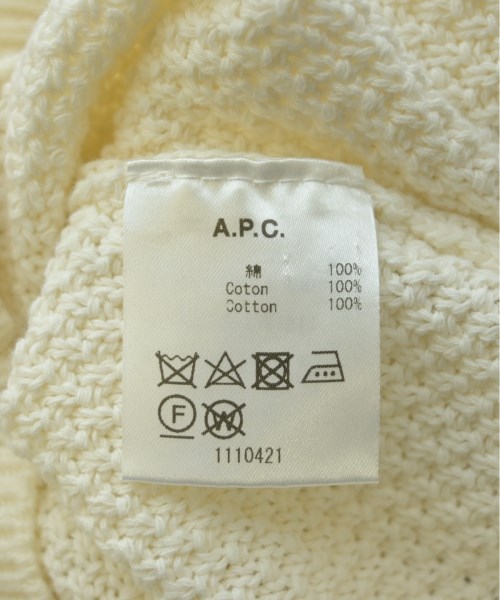 A.P.C.
綿 100%
Coton 100%
Cotton 100%
F
W
1110421